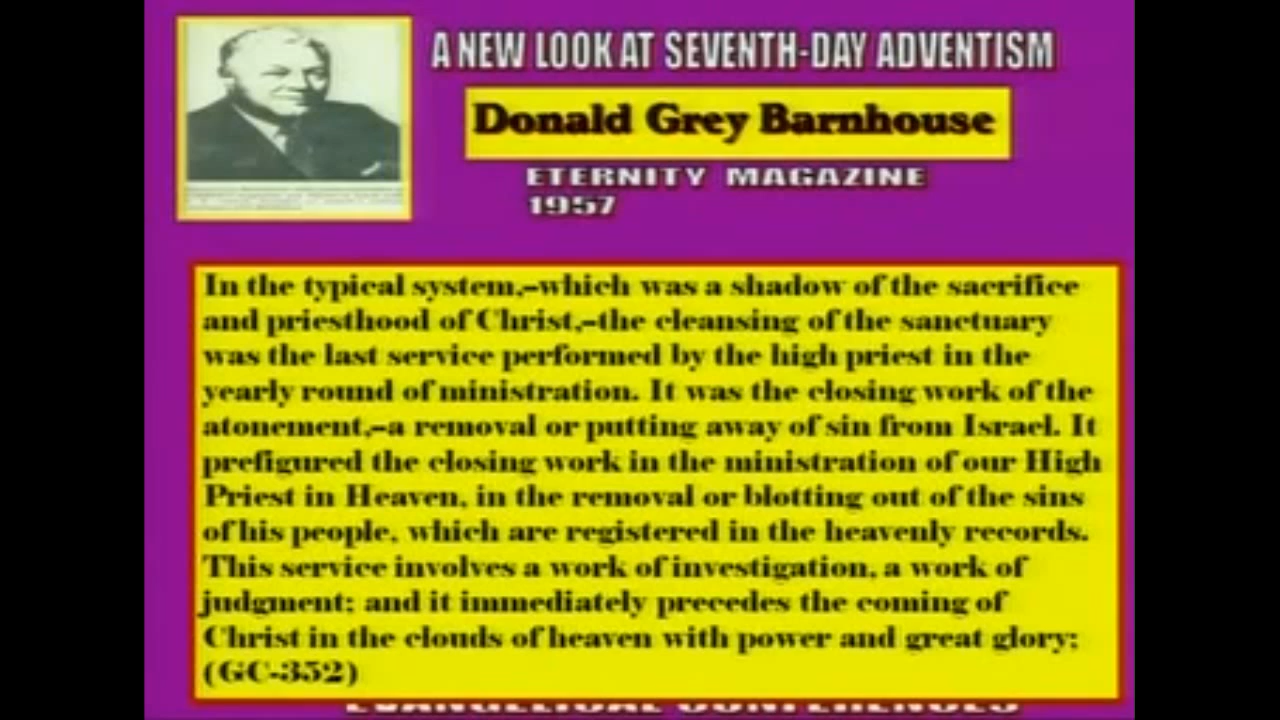 A NEW LOOK AT SEVENTH-DAY ADVENTISM
Donald Grey Barnhouse
ETERNITY MAGAZINE
1957
In the typical system,–which was a shadow of the sacrifice
and priesthood of Christ,–the cleansing of the sanctuary
was the last service performed by the high priest in the
yearly round of ministration. It was the closing work of the
atonement,–a removal or putting away of sin from Israel. It
prefigured the closing work in the ministration of our High
Priest in Heaven, in the removal or blotting out of the sins
of his people, which are registered in the heavenly records.
This service involves a work of investigation, a work of
judgment; and it immediately precedes the coming of
Christ in the clouds of heaven with power and great glory;
(GC-352)
EVANGELICAL CONFERENCES